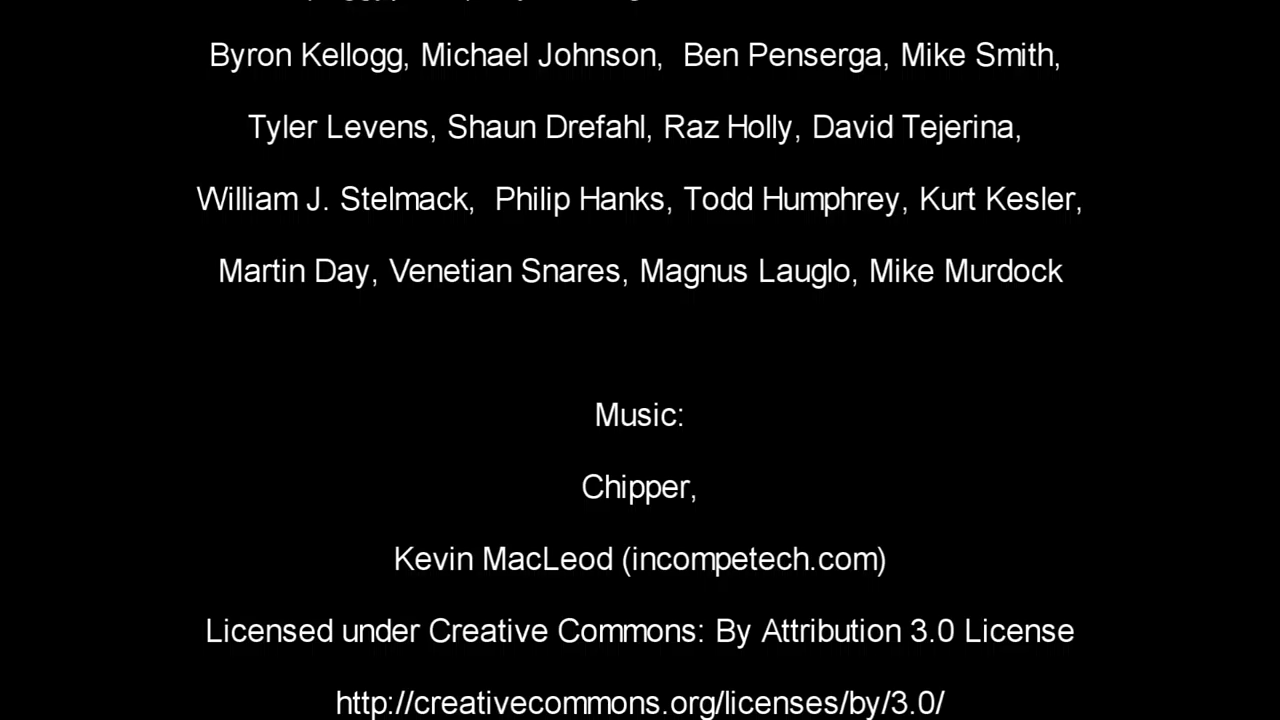 Byron Kellogg, Michael Johnson,  Ben Penserga, Mike Smith,
Tyler Levens, Shaun Drefahl, Raz Holly, David Tejerina,
William J. Stelmack,  Philip Hanks, Todd Humphrey, Kurt Kesler,
Martin Day, Venetian Snares, Magnus Lauglo, Mike Murdock
Music:
Chipper,
Kevin MacLeod (incompetech.com)
Licensed under Creative Commons: By Attribution 3.0 License
http://creativecommons.org/licenses/by/3.0/